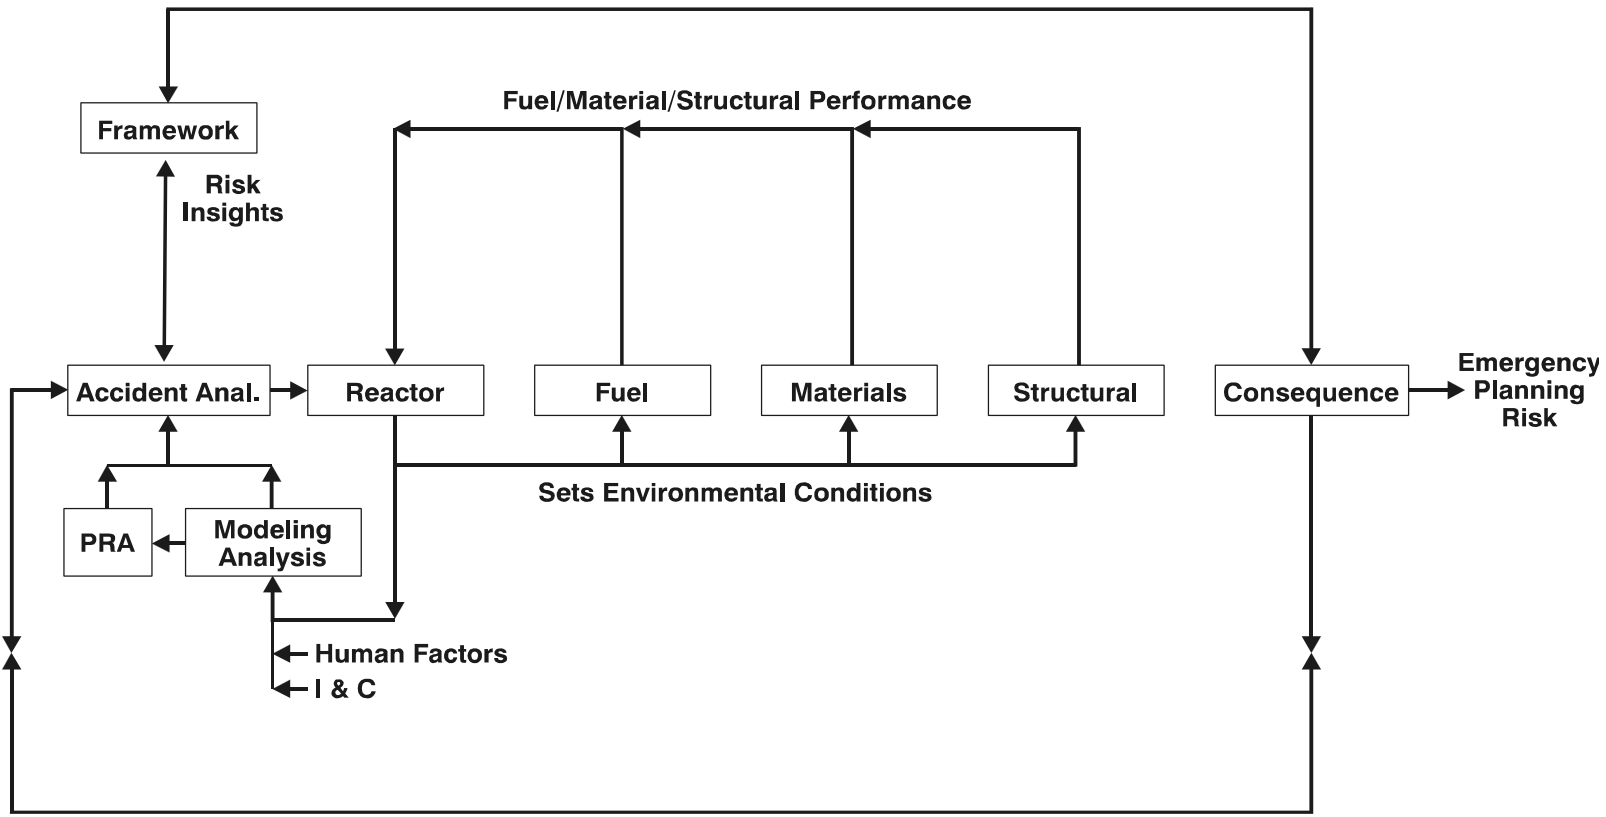 Fuel/Material/Structural Performance
Framework
Risk
Insights
Accident Anal.
Reactor
Fuel
Materials
Structural
Consequence
Emergency
Planning
Risk
Sets Environmental Conditions
PRA
Modeling
Analysis
Human Factors
I & C